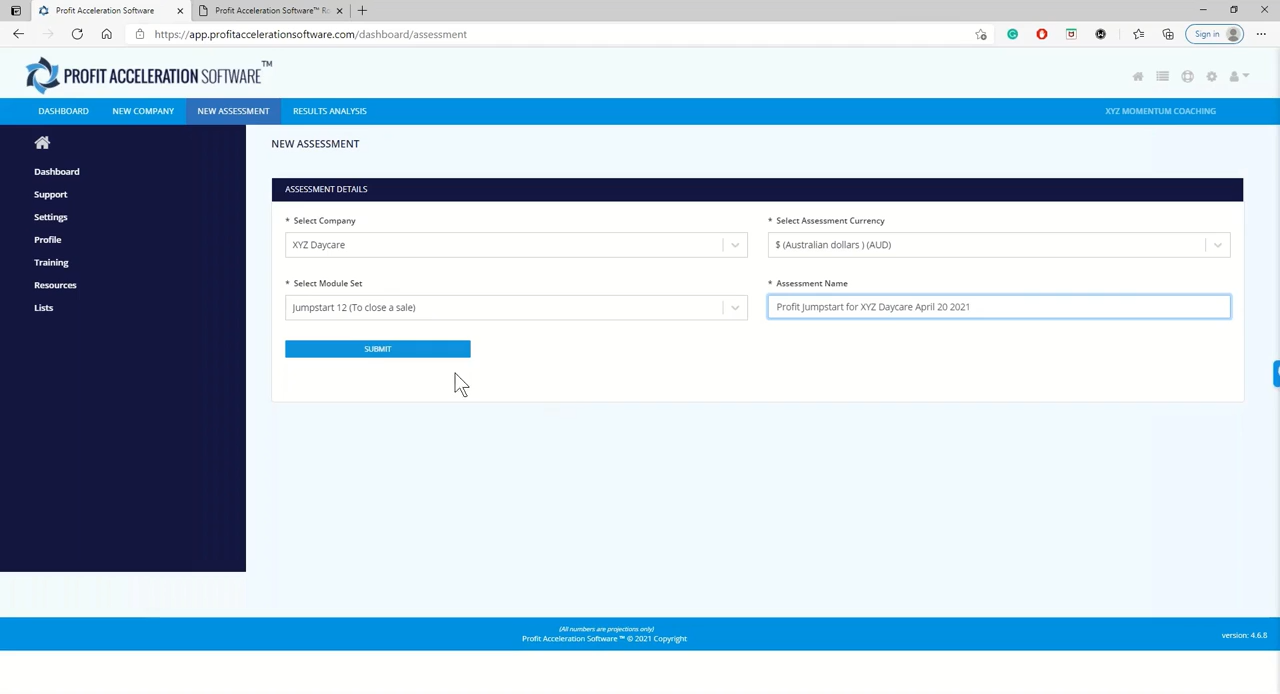 Profit Acceleration Software
Profit Acceleration Software™ Ro
Sign in
https://app.profitaccelerationsoftware.com/dashboard/assessment
PROFIT ACCELERATION SOFTWARE™
DASHBOARD
NEW COMPANY
NEW ASSESSMENT
RESULTS ANALYSIS
XYZ MOMENTUM COACHING
Dashboard
Support
Settings
Profile
Training
Resources
Lists
NEW ASSESSMENT
ASSESSMENT DETAILS
* Select Company
XYZ Daycare
* Select Assessment Currency
$ (Australian dollars ) (AUD)
* Select Module Set
Jumpstart 12 (To close a sale)
* Assessment Name
Profit Jumpstart for XYZ Daycare April 20 2021
SUBMIT
(All numbers are projections only)
Profit Acceleration Software ™ © 2021 Copyright
version: 4.6.8